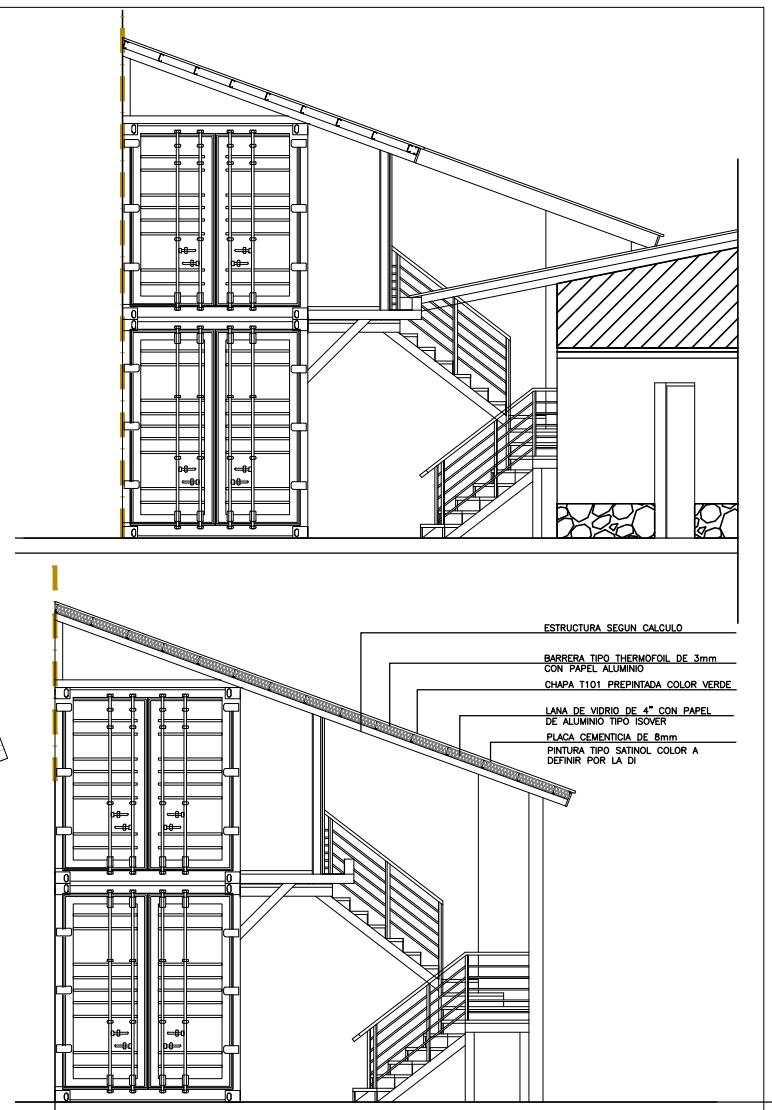 ESTRUCTURA SEGUN CALCULO
BARRERA TIPO THERMOFOIL DE 3mm
CON PAPEL ALUMINIO
CHAPA T101 PREPINTADA COLOR VERDE
LANA DE VIDRIO DE 4" CON PAPEL
DE ALUMINIO TIPO ISOVER
PLACA CEMENTICIA DE 8mm
PINTURA TIPO SATINOL COLOR A
DEFINIR POR LA DI